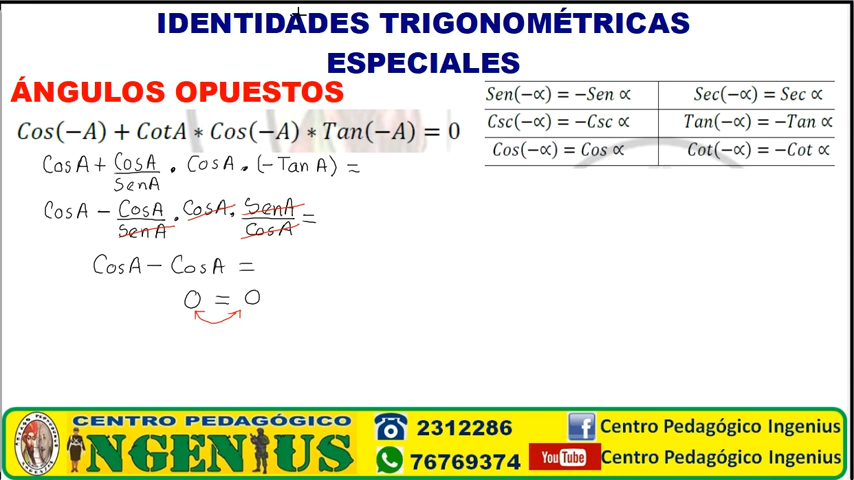 IDENTIDADES TRIGONOMÉTRICAS
ESPECIALES
ÁNGULOS OPUESTOS
Cos(−A) + CotA * Cos(−A) * Tan(−A) = 0
CosA + CosA/SenA . CosA . (−Tan A) =
CosA − CosA/SenA . CosA . SenA/CosA =
CosA − CosA =
0 = 0
Sen(−∝) = −Sen ∝ Sec(−∝) = Sec ∝
Csc(−∝) = −Csc ∝ Tan(−∝) = −Tan ∝
Cos(−∝) = Cos ∝ Cot(−∝) = −Cot ∝
CENTRO PEDAGÓGICO
INGENIUS
2312286
76769374
Centro Pedagógico Ingenius
You Tube Centro Pedagógico Ingenius